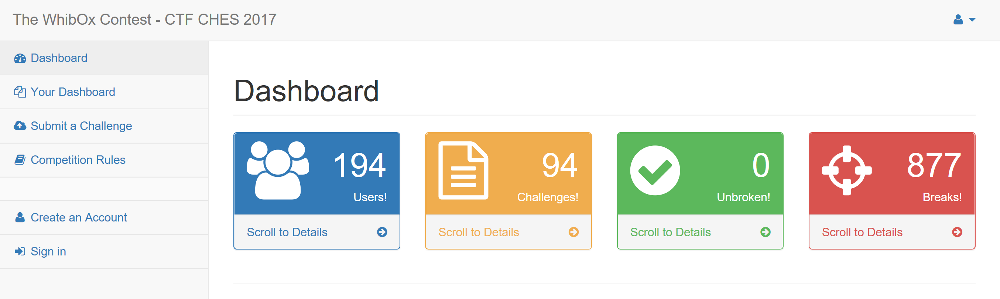 The WhibOx Contest - CTF CHES 2017
Dashboard
Your Dashboard
Submit a Challenge
Competition Rules
Create an Account
Sign in
Dashboard
194
Users!
Scroll to Details
94
Challenges!
Scroll to Details
0
Unbroken!
Scroll to Details
877
Breaks!
Scroll to Details